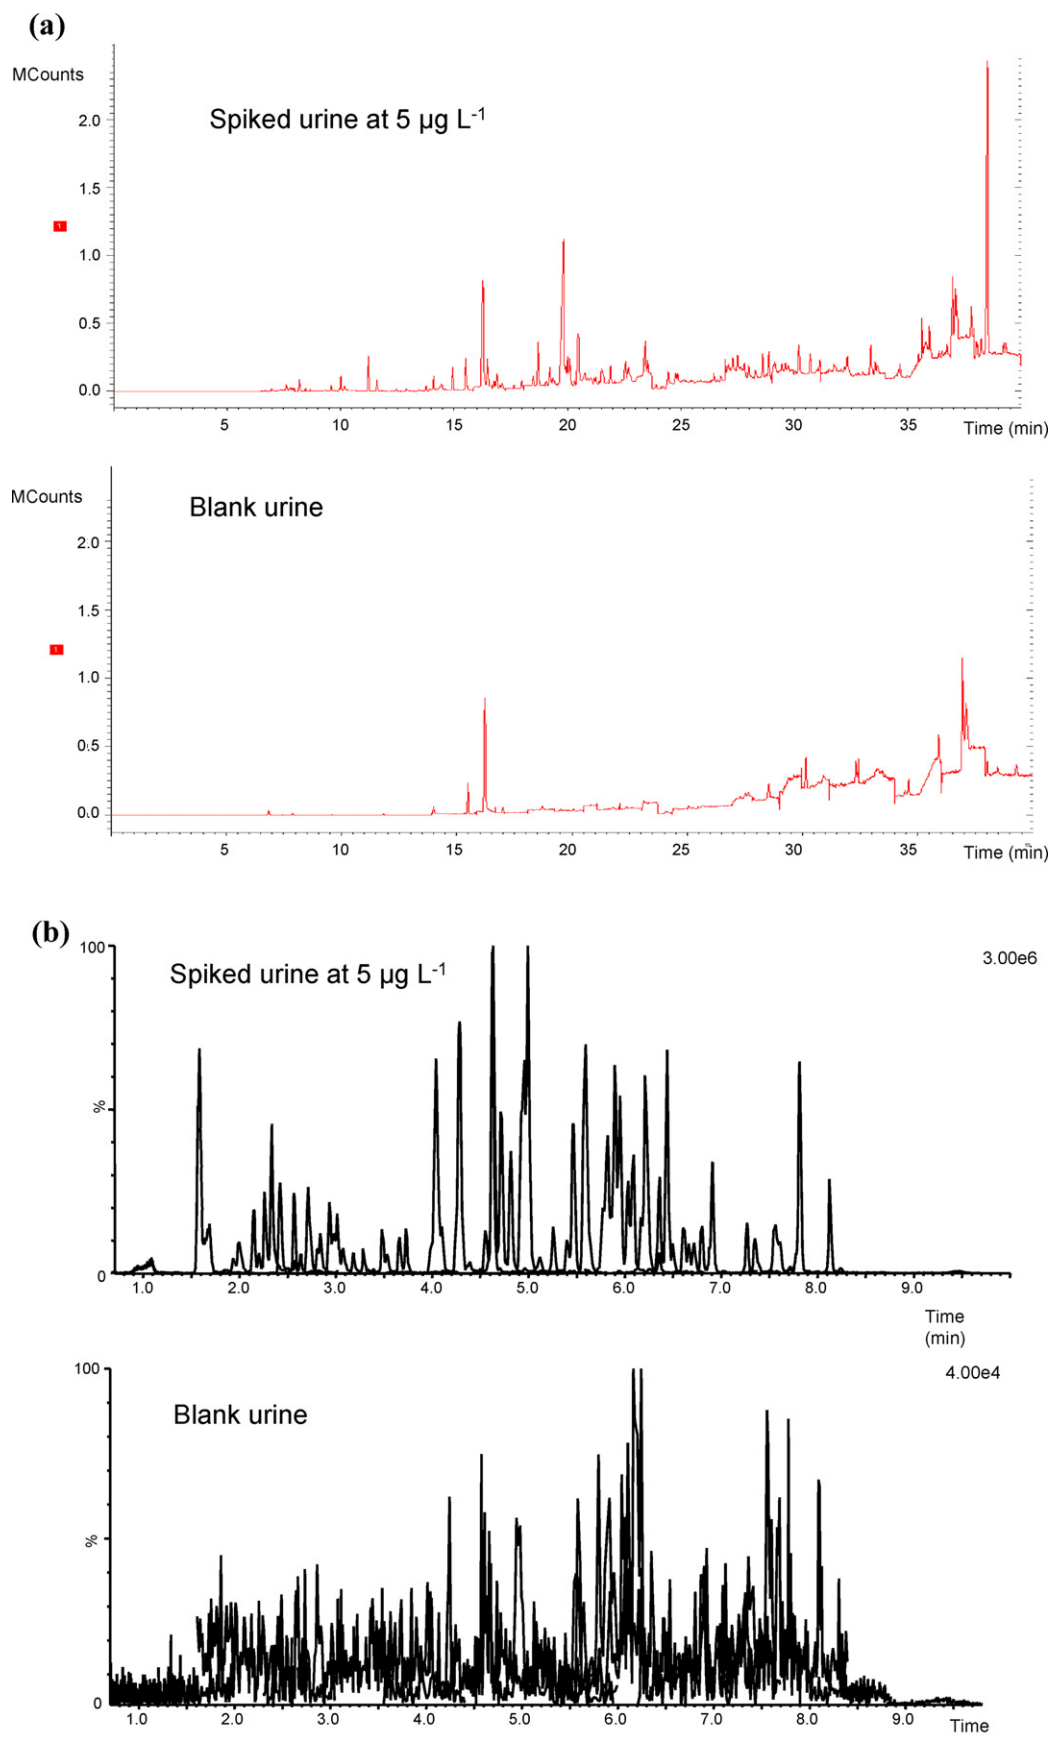 (a)
MCounts
Spiked urine at 5 µg L-1
2.0
1.5
1
1.0
0.5
0.0
5 10 15 20 25 30 35 Time (min)
MCounts
Blank urine
2.0
1.5
1
1.0
0.5
0.0
5 10 15 20 25 30 35 Time (min)
(b)
100
3.00e6
Spiked urine at 5 µg L-1
%
0
1.0 2.0 3.0 4.0 5.0 6.0 7.0 8.0 9.0
Time
(min)
100
4.00e4
Blank urine
%
0
1.0 2.0 3.0 4.0 5.0 6.0 7.0 8.0 9.0
Time